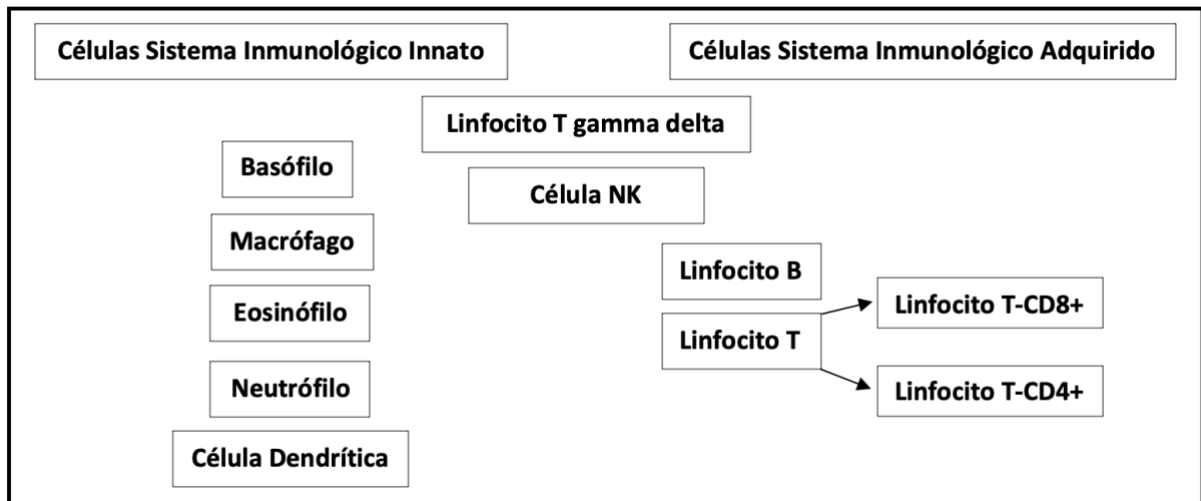 Células Sistema Inmunológico Innato
Células Sistema Inmunológico Adquirido
Linfocito T gamma delta
Basófilo
Célula NK
Macrófago
Linfocito B
Eosinófilo
Linfocito T-CD8+
Linfocito T
Neutrófilo
Linfocito T-CD4+
Célula Dendrítica